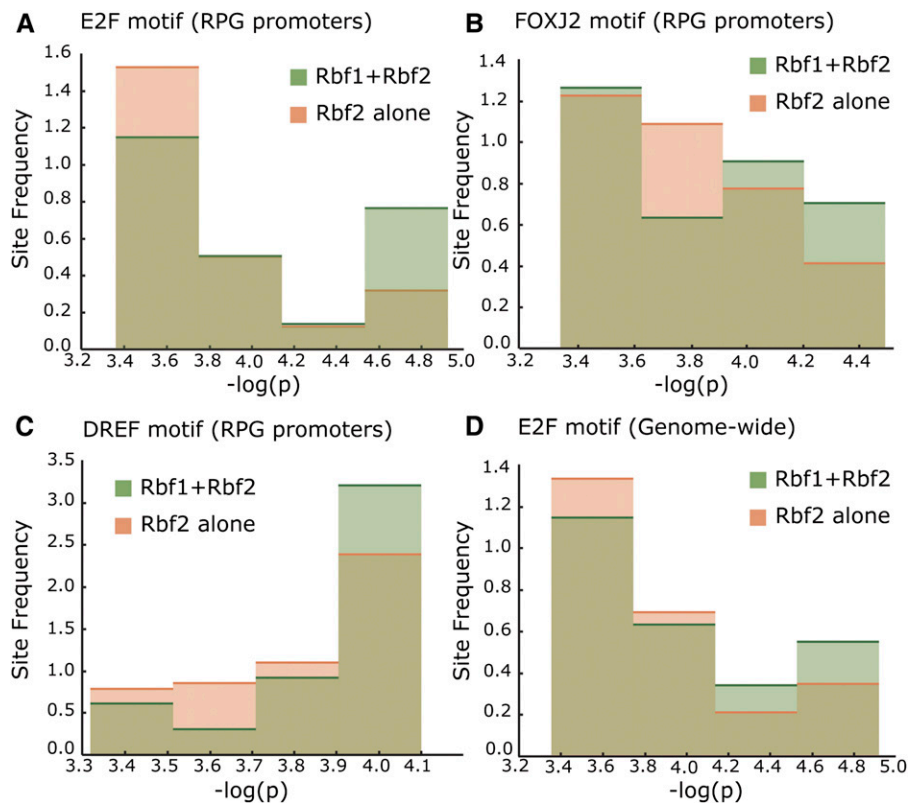 A E2F motif (RPG promoters)
Site Frequency
1.6
1.4
1.2
1.0
0.8
0.6
0.4
0.2
0.0
Rbf1+Rbf2
Rbf2 alone
3.2 3.4 3.6 3.8 4.0 4.2 4.4 4.6 4.8 5.0
-log(p)
B FOXJ2 motif (RPG promoters)
Site Frequency
1.4
1.2
1.0
0.8
0.6
0.4
0.2
0.0
Rbf1+Rbf2
Rbf2 alone
3.2 3.4 3.6 3.8 4.0 4.2 4.4
-log(p)
C DREF motif (RPG promoters)
Site Frequency
3.5
3.0
2.5
2.0
1.5
1.0
0.5
0.0
Rbf1+Rbf2
Rbf2 alone
3.3 3.4 3.5 3.6 3.7 3.8 3.9 4.0 4.1
-log(p)
D E2F motif (Genome-wide)
Site Frequency
1.4
1.2
1.0
0.8
0.6
0.4
0.2
0.0
Rbf1+Rbf2
Rbf2 alone
3.2 3.4 3.6 3.8 4.0 4.2 4.4 4.6 4.8 5.0
-log(p)